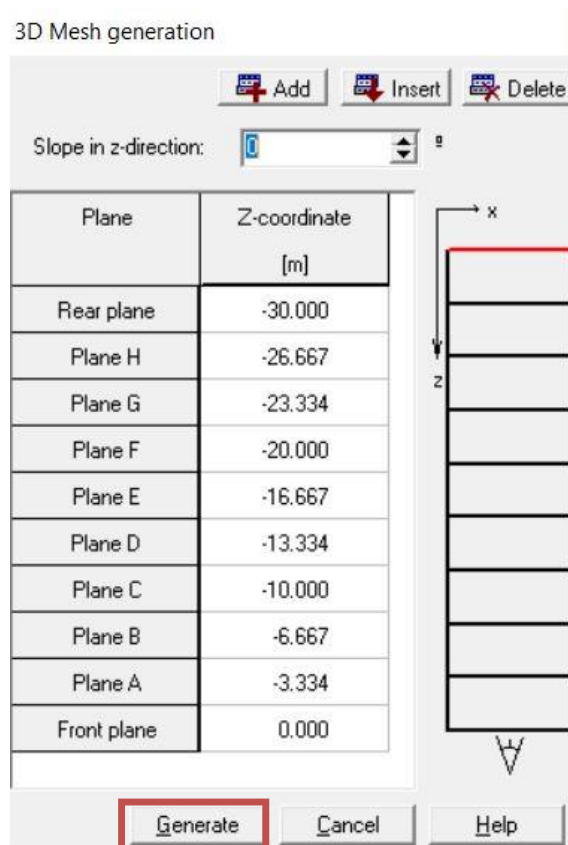 3D Mesh generation
Add Insert Delete
Slope in z-direction: 0 º
Plane Z-coordinate
[m]
x
Rear plane -30.000
Plane H -26.667
z
Plane G -23.334
Plane F -20.000
Plane E -16.667
Plane D -13.334
Plane C -10.000
Plane B -6.667
Plane A -3.334
Front plane 0.000
Generate Cancel Help